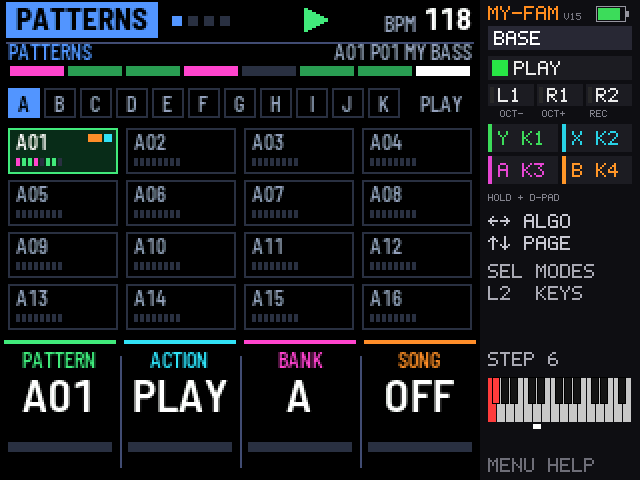 PATTERNS
BPM 118
PATTERNS
A01 P01 MY BASS
A B C D E F G H I J K PLAY
A01 A02 A03 A04
A05 A06 A07 A08
A09 A10 A11 A12
A13 A14 A15 A16
PATTERN ACTION BANK SONG
A01 PLAY A OFF
MY-FAM V15
BASE
PLAY
L1 R1 R2
OCT- OCT+ REC
Y K1 X K2
A K3 B K4
HOLD + D-PAD
↔ ALGO
↑↓ PAGE
SEL MODES
L2 KEYS
STEP 6
MENU HELP